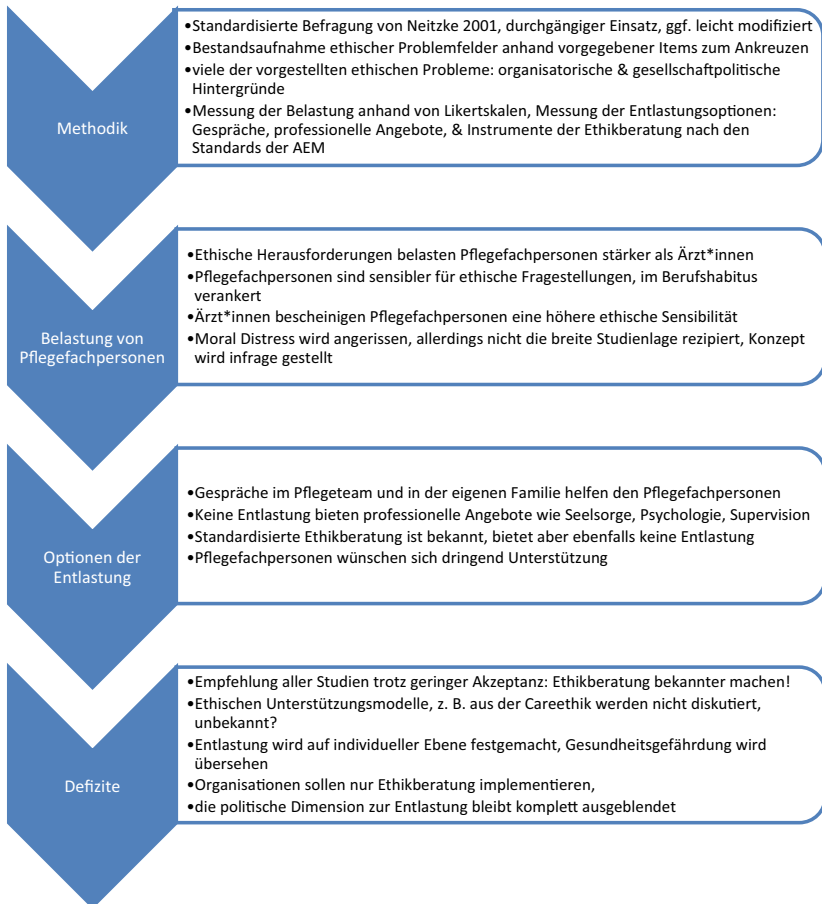 Methodik
•Standardisierte Befragung von Neitzke 2001, durchgängiger Einsatz, ggf. leicht modifiziert
•Bestandsaufnahme ethischer Problemfelder anhand vorgegebener Items zum Ankreuzen
•viele der vorgestellten ethischen Probleme: organisatorische & gesellschaftpolitische
Hintergründe
•Messung der Belastung anhand von Likertskalen, Messung der Entlastungsoptionen:
Gespräche, professionelle Angebote, & Instrumente der Ethikberatung nach den
Standards der AEM
Belastung von
Pflegefachpersonen
•Ethische Herausforderungen belasten Pflegefachpersonen stärker als Ärzt*innen
•Pflegefachpersonen sind sensibler für ethische Fragestellungen, im Berufshabitus
verankert
•Ärzt*innen bescheinigen Pflegefachpersonen eine höhere ethische Sensibilität
•Moral Distress wird angerissen, allerdings nicht die breite Studienlage rezipiert, Konzept
wird infrage gestellt
Optionen der
Entlastung
•Gespräche im Pflegeteam und in der eigenen Familie helfen den Pflegefachpersonen
•Keine Entlastung bieten professionelle Angebote wie Seelsorge, Psychologie, Supervision
•Standardisierte Ethikberatung ist bekannt, bietet aber ebenfalls keine Entlastung
•Pflegefachpersonen wünschen sich dringend Unterstützung
Defizite
•Empfehlung aller Studien trotz geringer Akzeptanz: Ethikberatung bekannter machen!
•Ethischen Unterstützungsmodelle, z. B. aus der Careethik werden nicht diskutiert,
unbekannt?
•Entlastung wird auf individueller Ebene festgemacht, Gesundheitsgefährdung wird
übersehen
•Organisationen sollen nur Ethikberatung implementieren,
•die politische Dimension zur Entlastung bleibt komplett ausgeblendet